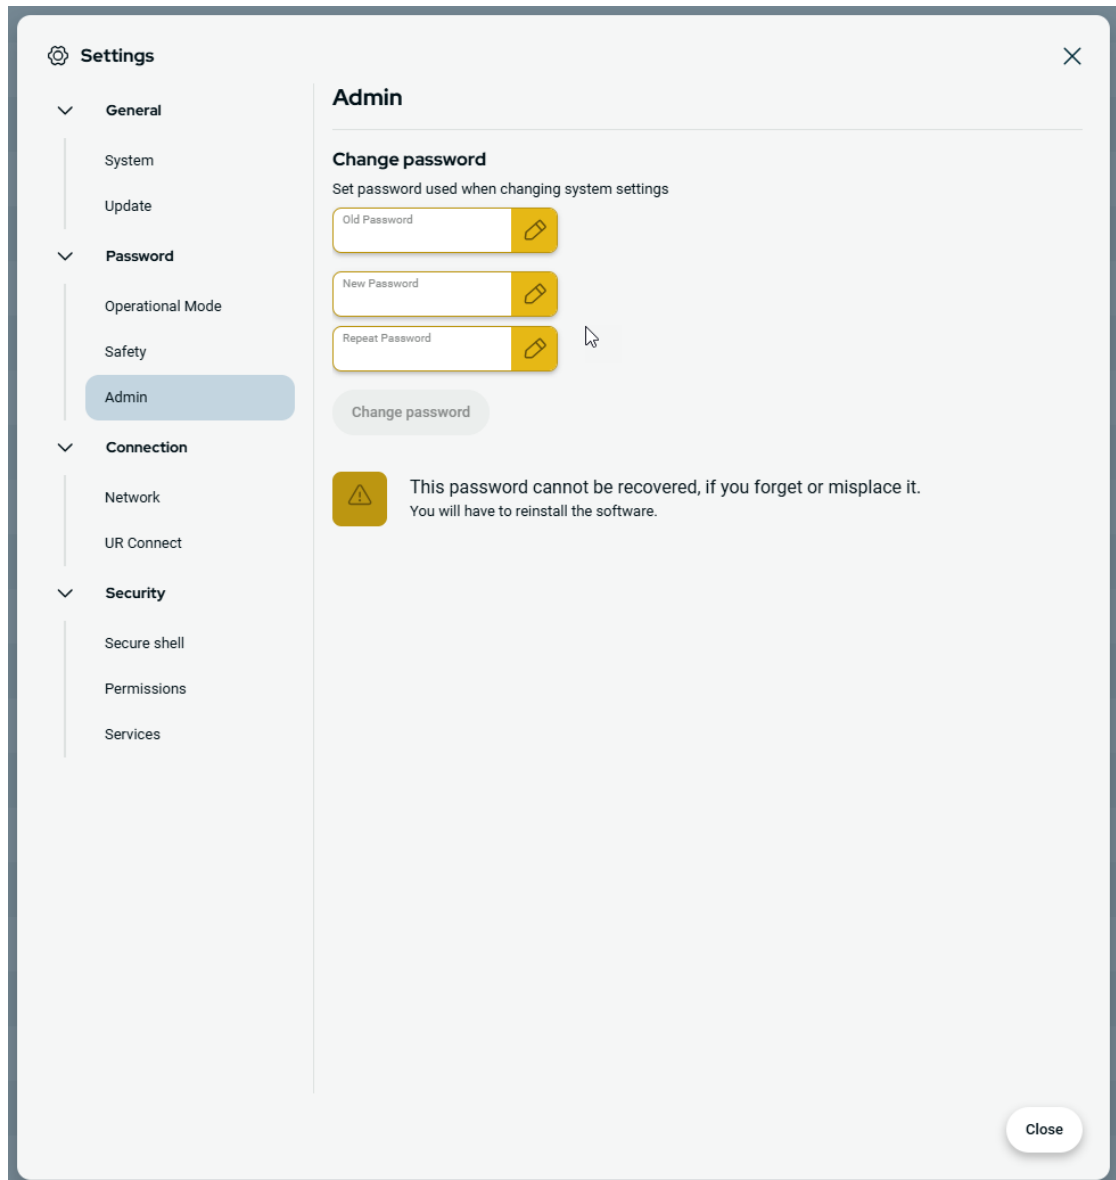 Settings
General
System
Update
Password
Operational Mode
Safety
Admin
Connection
Network
UR Connect
Security
Secure shell
Permissions
Services
Admin
Change password
Set password used when changing system settings
Old Password
New Password
Repeat Password
Change password
This password cannot be recovered, if you forget or misplace it.
You will have to reinstall the software.
Close